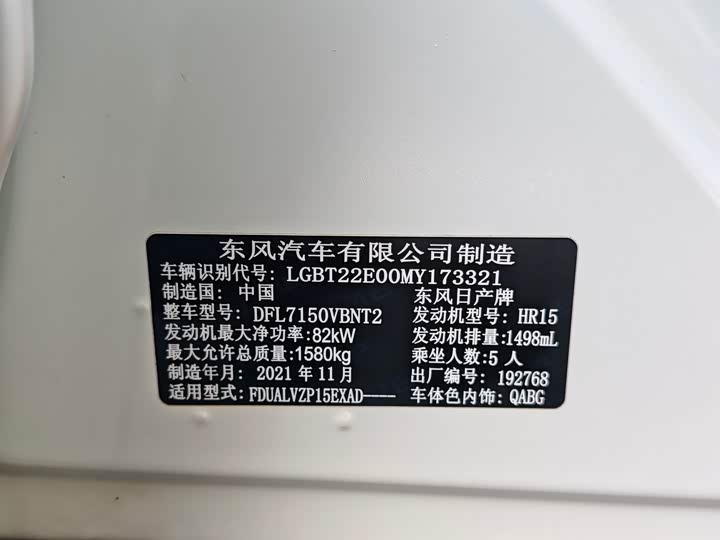 东风汽车有限公司制造
车辆识别代号: LGBT22E00MY173321
制造国: 中国 东风日产牌
整车型号: DFL7150VBNT2 发动机型号: HR15
发动机最大净功率:82kW 发动机排量:1498mL
最大允许总质量:1580kg 乘坐人数:5 人
制造年月: 2021 年 11 月 出厂编号: 192768
适用型式: FDUALVZP15EXAD---- 车体色内饰: QABG